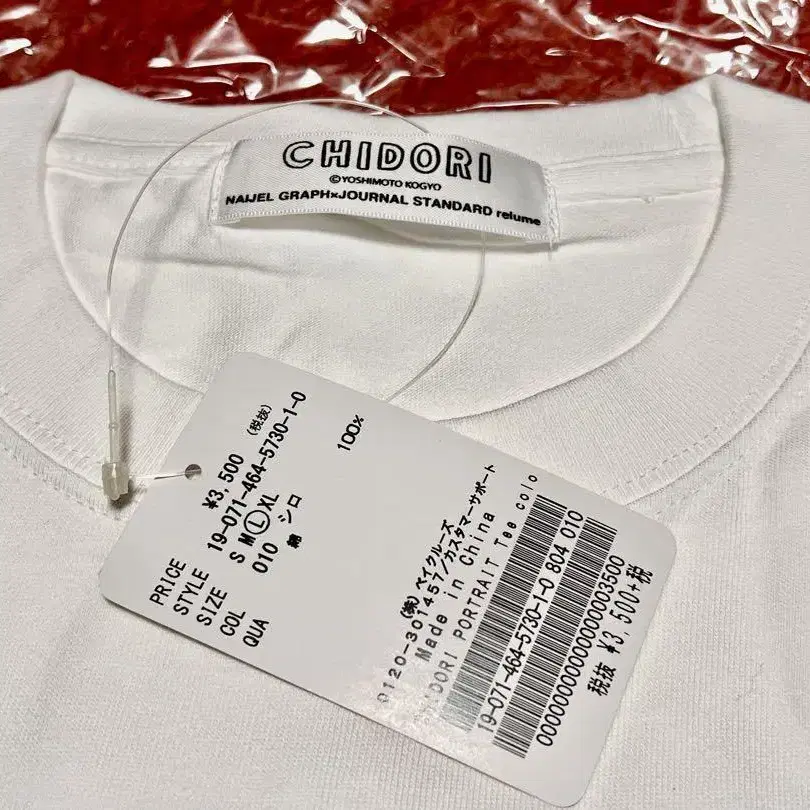 CHIDORI
©YOSHIMOTO KOGYO
NAIJEL GRAPH×JOURNAL STANDARD relume
PRICE ¥3,500 (税抜)
STYLE 19-071-464-5730-1-0
SIZE S M L XL
COL 010 シロ
QUA 綿 100%
(株)ベイクルーズ
0120-301457/カスタマーサポート
Made in China
CHIDORI PORTRAIT Tee colo
19-071-464-5730-1-0 804 010
0000000000000000003500
税抜 ¥3,500+税